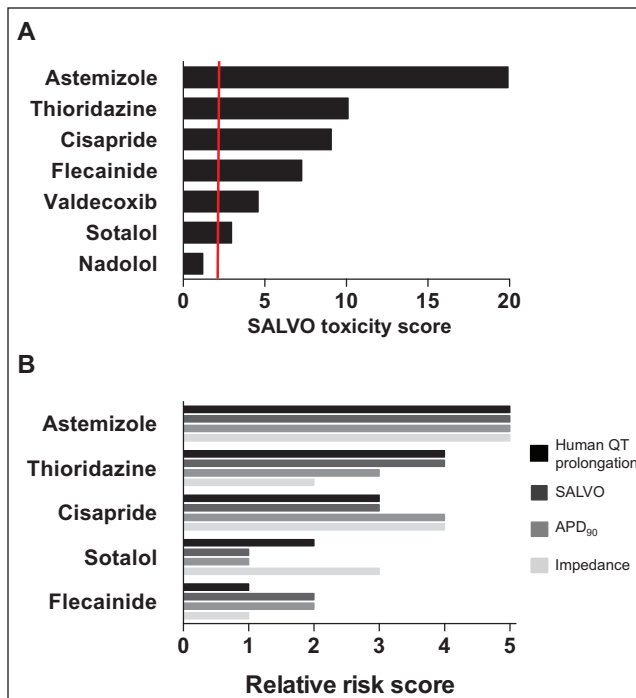 A
Astemizole
Thioridazine
Cisapride
Flecainide
Valdecoxib
Sotalol
Nadolol
0 5 10 15 20
SALVO toxicity score
B
Astemizole
Thioridazine
Cisapride
Sotalol
Flecainide
0 1 2 3 4 5
Relative risk score
Human QT
prolongation
SALVO
APD₉₀
Impedance